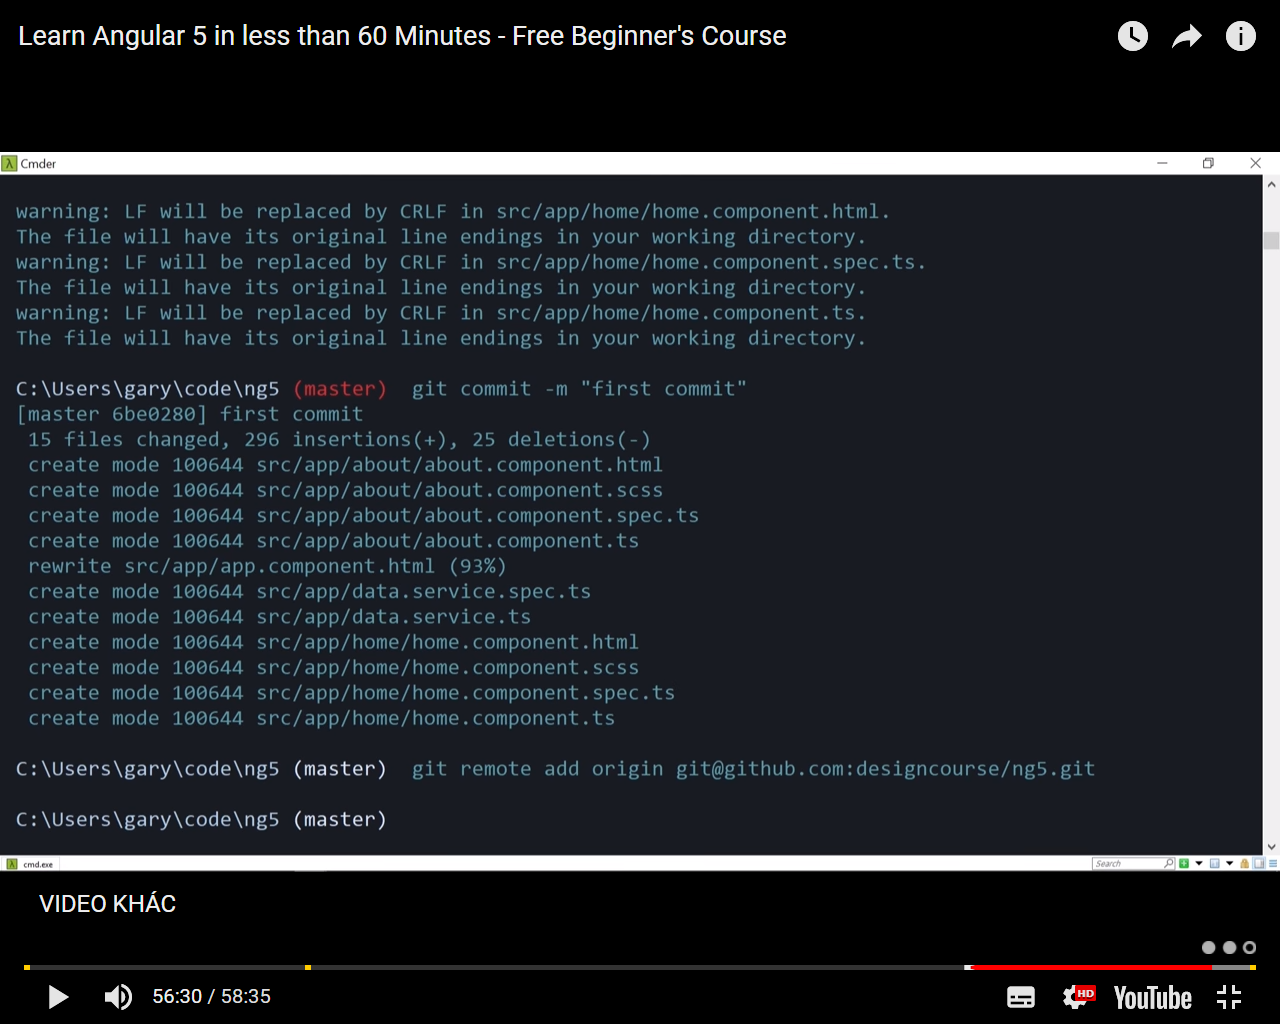 Learn Angular 5 in less than 60 Minutes - Free Beginner's Course
Cmder
warning: LF will be replaced by CRLF in src/app/home/home.component.html.
The file will have its original line endings in your working directory.
warning: LF will be replaced by CRLF in src/app/home/home.component.spec.ts.
The file will have its original line endings in your working directory.
warning: LF will be replaced by CRLF in src/app/home/home.component.ts.
The file will have its original line endings in your working directory.
C:\Users\gary\code\ng5 (master)  git commit -m "first commit"
[master 6be0280] first commit
 15 files changed, 296 insertions(+), 25 deletions(-)
 create mode 100644 src/app/about/about.component.html
 create mode 100644 src/app/about/about.component.scss
 create mode 100644 src/app/about/about.component.spec.ts
 create mode 100644 src/app/about/about.component.ts
 rewrite src/app/app.component.html (93%)
 create mode 100644 src/app/data.service.spec.ts
 create mode 100644 src/app/data.service.ts
 create mode 100644 src/app/home/home.component.html
 create mode 100644 src/app/home/home.component.scss
 create mode 100644 src/app/home/home.component.spec.ts
 create mode 100644 src/app/home/home.component.ts
C:\Users\gary\code\ng5 (master)  git remote add origin git@github.com:designcourse/ng5.git
C:\Users\gary\code\ng5 (master)
cmd.exe
Search
VIDEO KHÁC
56:30 / 58:35
HD
YouTube